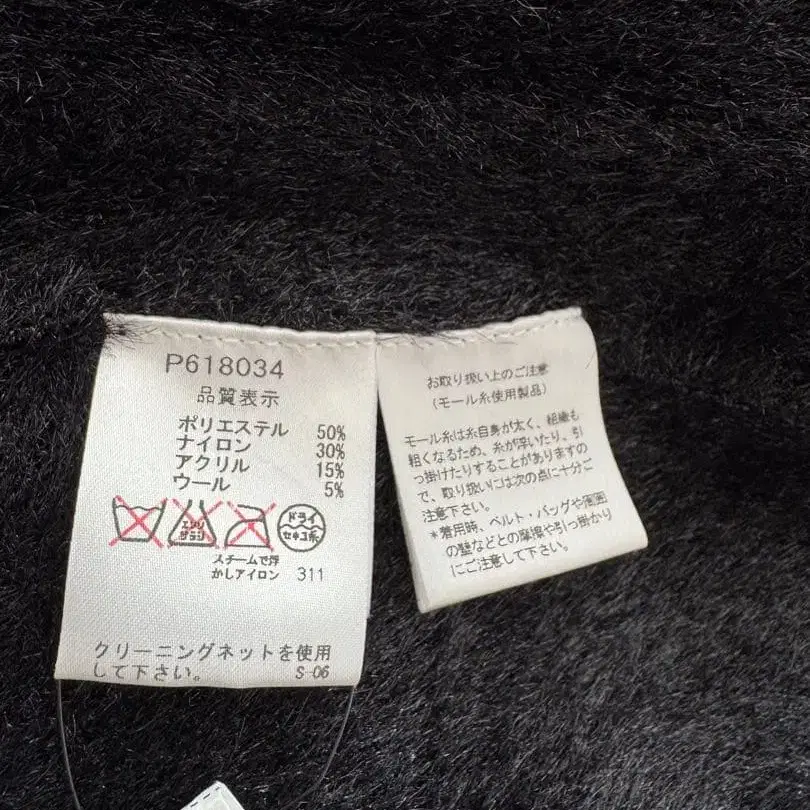 P618034
品質表示
ポリエステル 50%
ナイロン 30%
アクリル 15%
ウール 5%
エンソ
サラシ
ドライ
セキユ系
スチームで浮
かしアイロン 311
クリーニングネットを使用
して下さい。 S-06
お取り扱い上のご注意
(モール糸使用製品)
モール糸は糸自身が太く、組織も
粗くなるため、糸が浮いたり、引
っ掛けたりすることがありますの
で、取り扱いには次の点に十分ご
注意下さい。
*着用時、ベルト・バッグや周囲
の壁などとの摩擦や引っ掛かり
にご注意して下さい。